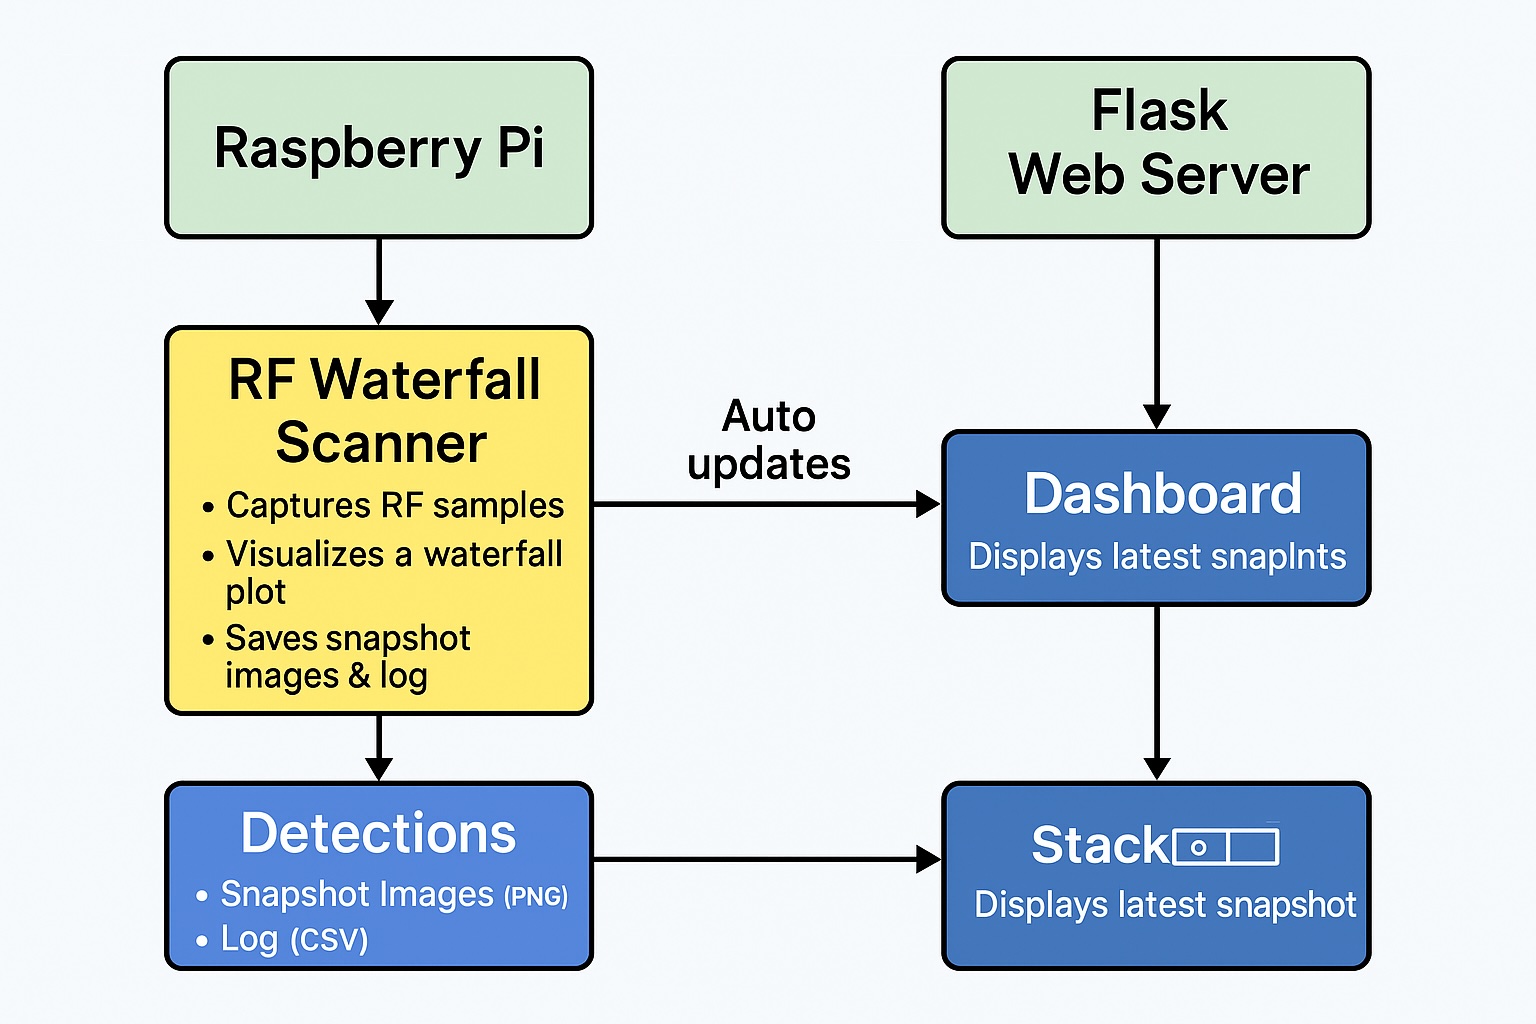 Raspberry Pi
Flask
Web Server
RF Waterfall
Scanner
• Captures RF samples
• Visualizes a waterfall
plot
• Saves snapshot
images & log
Auto
updates
Dashboard
Displays latest snaplnts
Detections
• Snapshot Images (PNG)
• Log (CSV)
Stack
Displays latest snapshot